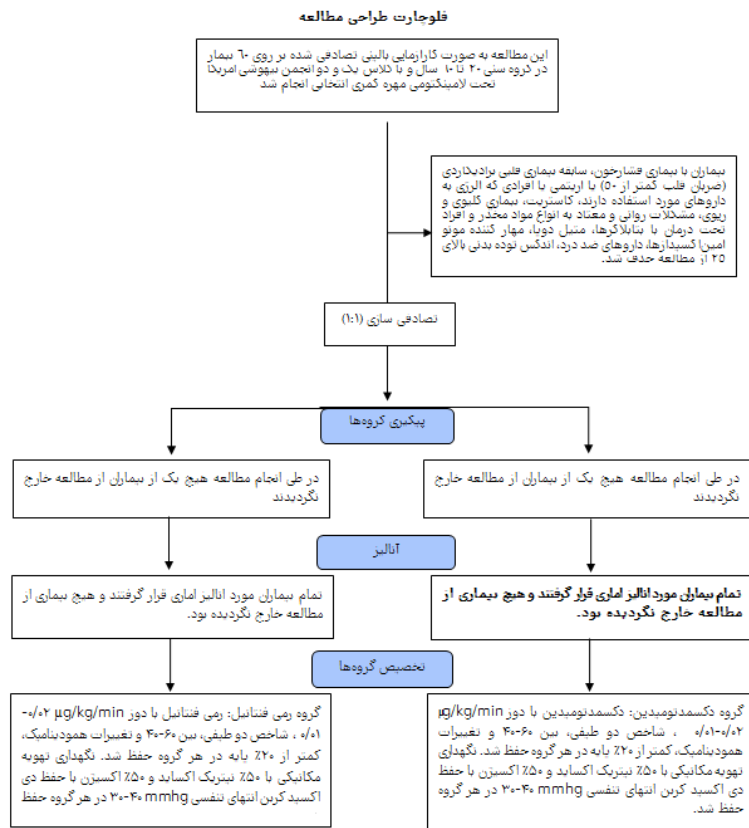 فلوچارت طراحی مطالعه
این مطالعه به صورت کارازمایی بالینی تصادفی شده بر روی ٦٠ بیمار
در گروه سنی ٢٠ تا ١٠ سال و با کلاس یک و دو انجمن بیهوشی امریکا
تحت لامینکتومی مهره کمری انتخابی انجام شد
بیماران با بیماری فشارخون، سابقه بیماری قلبی برادیکاردی
(ضربان قلب کمتر از ٥٠) یا اریتمی یا افرادی که الرژی به
داروهای مورد استفاده دارند، کاستریت، بیماری کلیوی و
ریوی، مشکلات روانی و معتاد به انواع مواد مخدر و افراد
تحت درمان با بتابلاکرها، متیل دوپا، مهار کننده مونو
امین‌اکسیدازها، داروهای ضد درد، اندکس توده بدنی بالای
٢٥ از مطالعه حذف شد.
تصادفی سازی (۱:۱)
پیگیری گروه‌ها
در طی انجام مطالعه هیچ یک از بیماران از مطالعه خارج
نگردیدند
در طی انجام مطالعه هیچ یک از بیماران از مطالعه خارج
نگردیدند
آنالیز
تمام بیماران مورد انالیز اماری قرار گرفتند و هیچ بیماری از
مطالعه خارج نگردیده بود.
تمام بیماران مورد انالیز اماری قرار گرفتند و هیچ بیماری از
مطالعه خارج نگردیده بود.
تخصیص گروه‌ها
گروه دکسمدتومیدین: دکسمدتومیدین با دوز µg/kg/min
۰/۰۱-۰/۰۲ ، شاخص دو طیفی، بین ۶۰-۴۰ و تغییرات
همودینامیک، کمتر از ۲۰٪ پایه در هر گروه حفظ شد. نگهداری
تهویه مکانیکی با ۵۰٪ نیتریک اکساید و ۵۰٪ اکسیژن با حفظ
دی اکسید کربن انتهای تنفسی ۳۰-۴۰ mmhg در هر گروه
حفظ شد.
گروه رمی فنتانیل: رمی فنتانیل با دوز µg/kg/min ۰/۰۲-
۰/۰۱ ، شاخص دو طیفی، بین ۶۰-۴۰ و تغییرات همودینامیک،
کمتر از ۲۰٪ پایه در هر گروه حفظ شد. نگهداری تهویه
مکانیکی با ۵۰٪ نیتریک اکساید و ۵۰٪ اکسیژن با حفظ دی
اکسید کربن انتهای تنفسی ۳۰-۴۰ mmhg در هر گروه حفظ